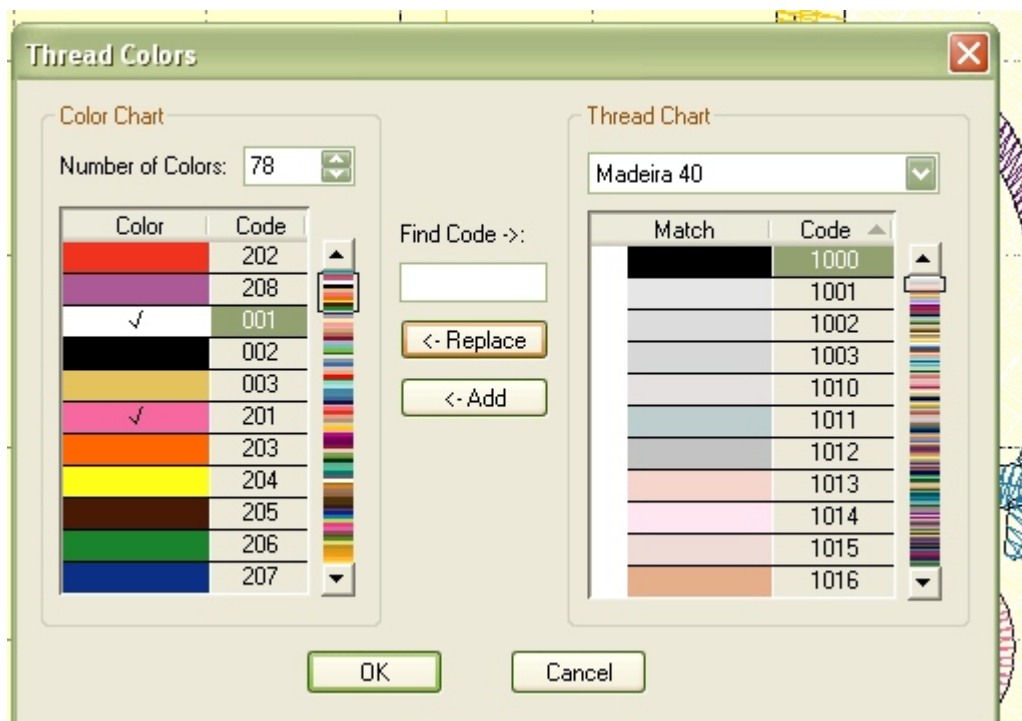 Thread Colors
Color Chart
Number of Colors: 78
Color Code
202
208
√ 001
002
003
√ 201
203
204
205
206
207
Find Code ->:
<- Replace
<- Add
Thread Chart
Madeira 40
Match Code
1000
1001
1002
1003
1010
1011
1012
1013
1014
1015
1016
OK Cancel